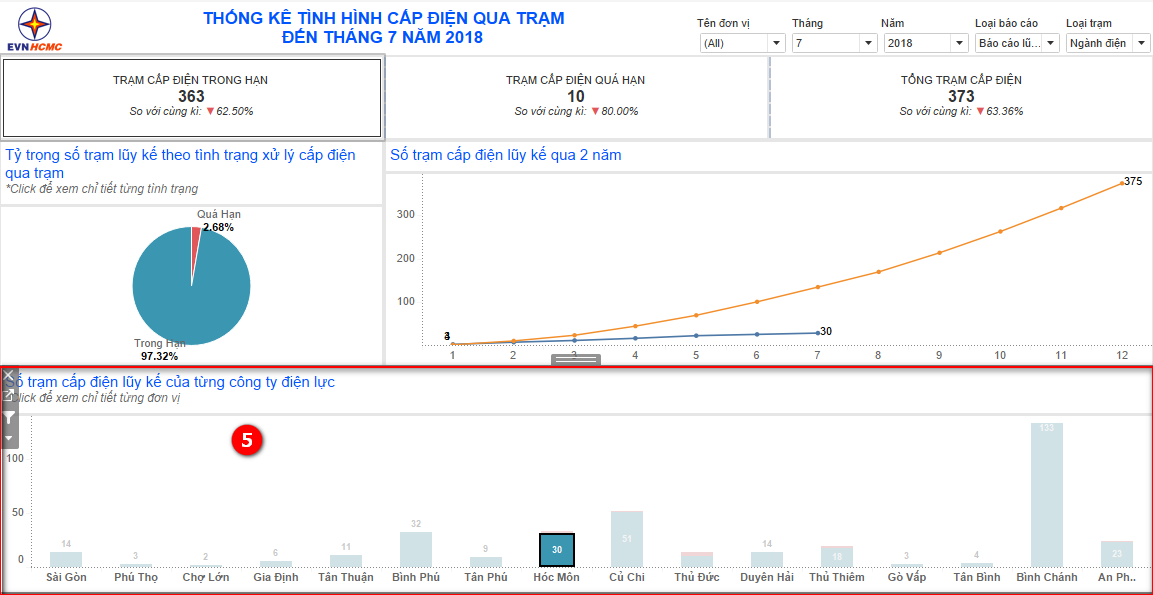 THỐNG KÊ TÌNH HÌNH CẤP ĐIỆN QUA TRẠM
ĐẾN THÁNG 7 NĂM 2018
EVNHCMC
Tên đơn vị
Tháng
Năm
Loại báo cáo
Loại trạm
(All)
7
2018
Báo cáo lũ...
Ngành điện
TRẠM CẤP ĐIỆN TRONG HẠN
363
So với cùng kì: ▼62.50%
TRẠM CẤP ĐIỆN QUÁ HẠN
10
So với cùng kì: ▼80.00%
TỔNG TRẠM CẤP ĐIỆN
373
So với cùng kì: ▼63.36%
Tỷ trọng số trạm lũy kế theo tình trạng xử lý cấp điện
qua trạm
*Click để xem chi tiết từng tình trạng
Quá Hạn
2.68%
Trong Hạn
97.32%
Số trạm cấp điện lũy kế qua 2 năm
300
200
100
375
30
1 2 3 4 5 6 7 8 9 10 11 12
Số trạm cấp điện lũy kế của từng công ty điện lực
*Click để xem chi tiết từng đơn vị
5
100
50
0
14 3 2 6 11 32 9 30 51 14 18 3 4 133 23
Sài Gòn Phú Thọ Chợ Lớn Gia Định Tân Thuận Bình Phú Tân Phú Hóc Môn Củ Chi Thủ Đức Duyên Hải Thủ Thiêm Gò Vấp Tân Bình Bình Chánh An Ph..